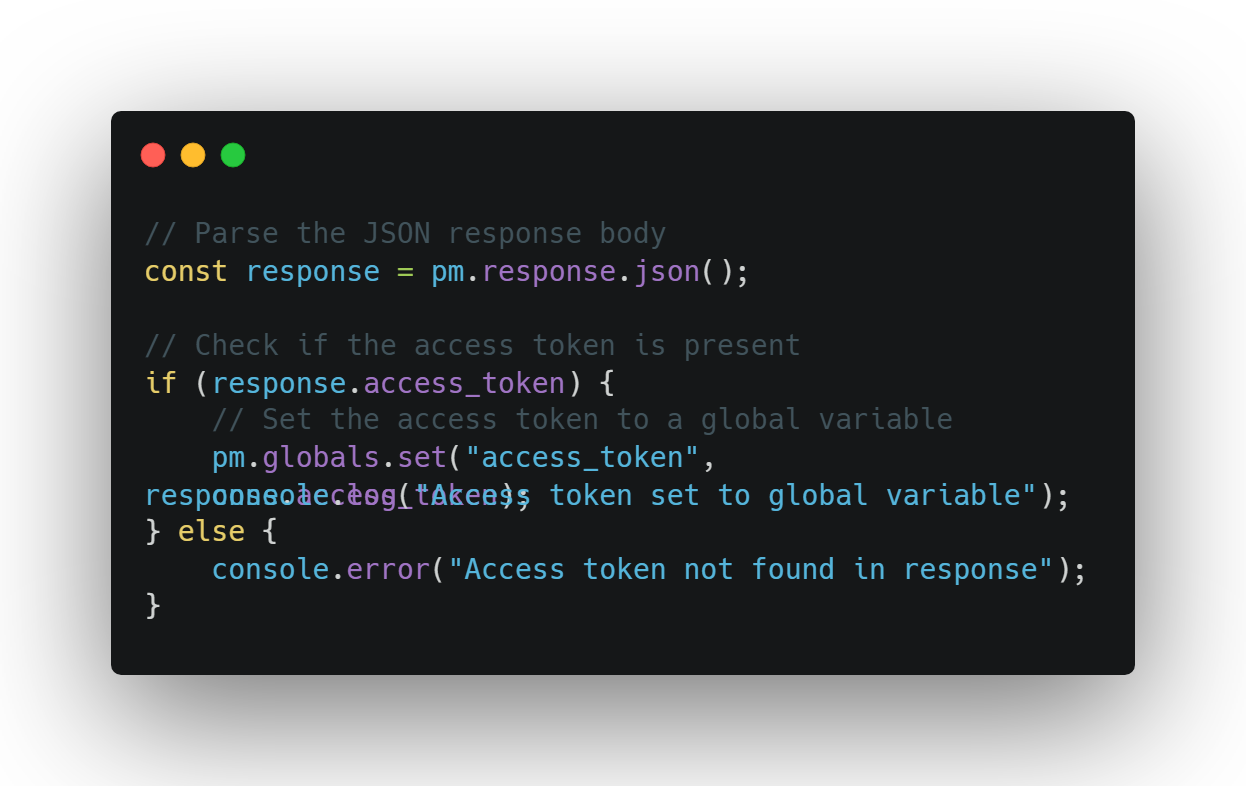 // Parse the JSON response body
const response = pm.response.json();
// Check if the access token is present
if (response.access_token) {
// Set the access token to a global variable
pm.globals.set("access_token",
response.access_token);
console.log("Access token set to global variable");
} else {
console.error("Access token not found in response");
}